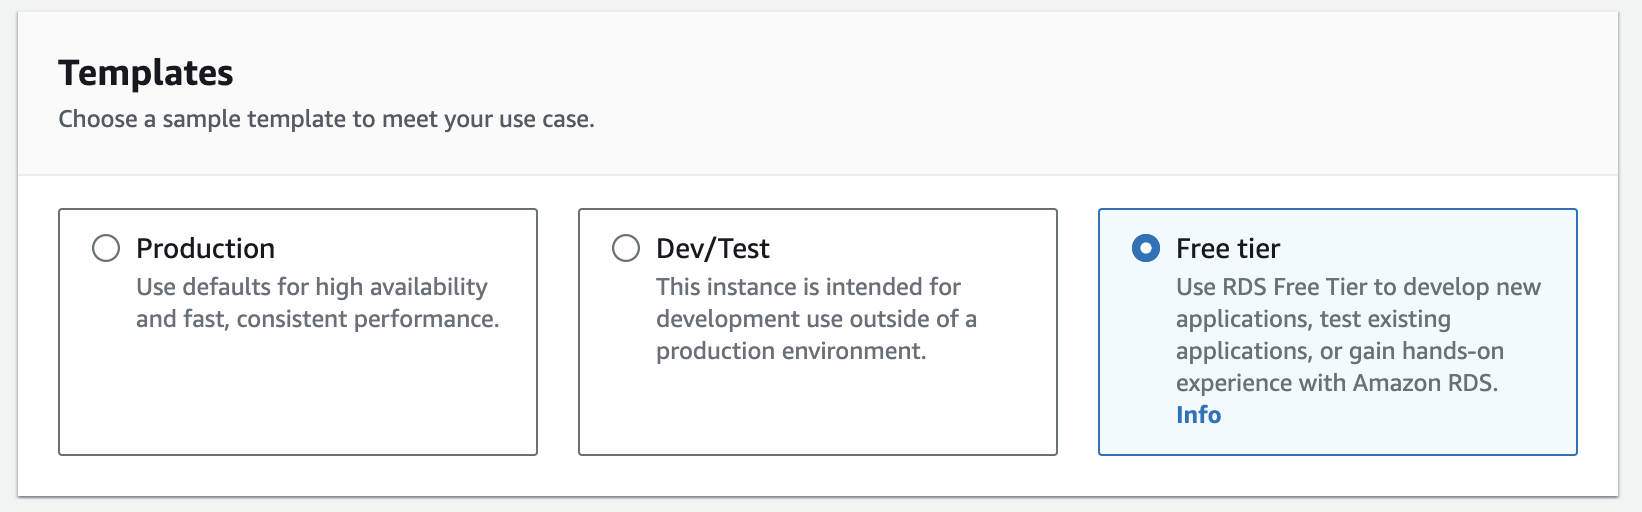 Templates
Choose a sample template to meet your use case.
Production
Use defaults for high availability
and fast, consistent performance.
Dev/Test
This instance is intended for
development use outside of a
production environment.
Free tier
Use RDS Free Tier to develop new
applications, test existing
applications, or gain hands-on
experience with Amazon RDS.
Info